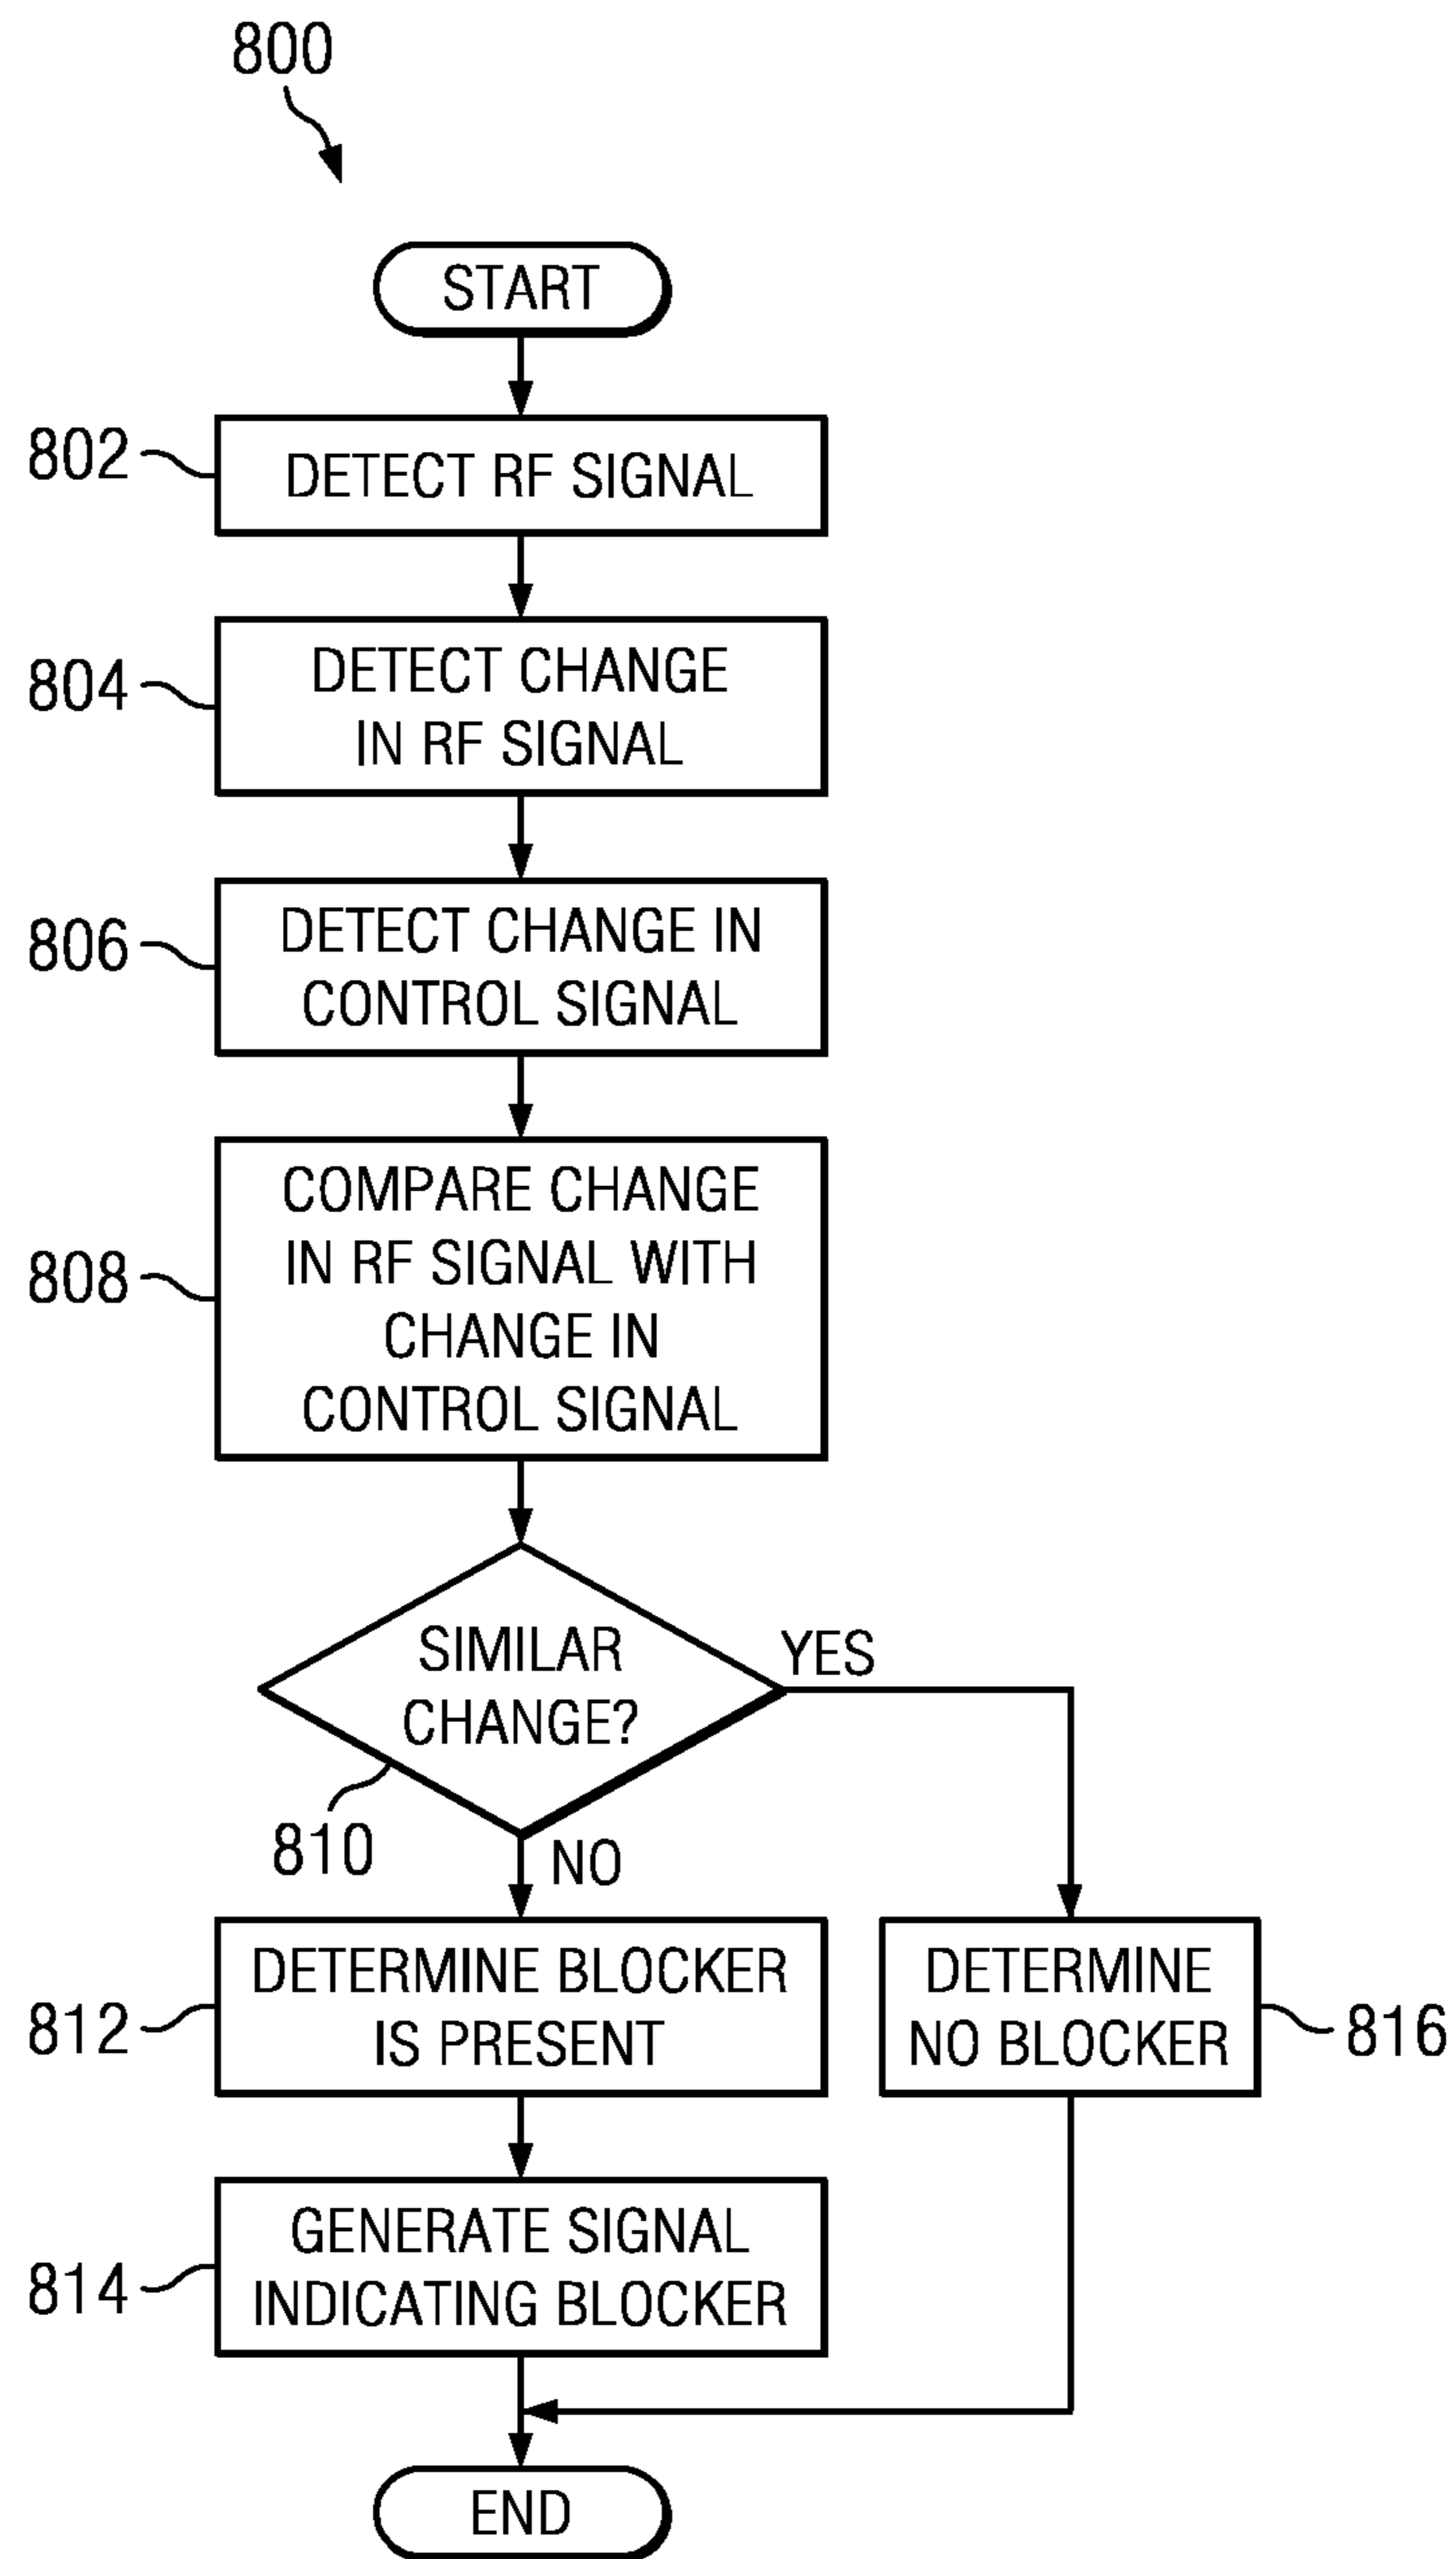 800
START
802
DETECT RF SIGNAL
804
DETECT CHANGE
IN RF SIGNAL
806
DETECT CHANGE IN
CONTROL SIGNAL
808
COMPARE CHANGE
IN RF SIGNAL WITH
CHANGE IN
CONTROL SIGNAL
SIMILAR
CHANGE?
YES
810
NO
812
DETERMINE BLOCKER
IS PRESENT
DETERMINE
NO BLOCKER
816
814
GENERATE SIGNAL
INDICATING BLOCKER
END